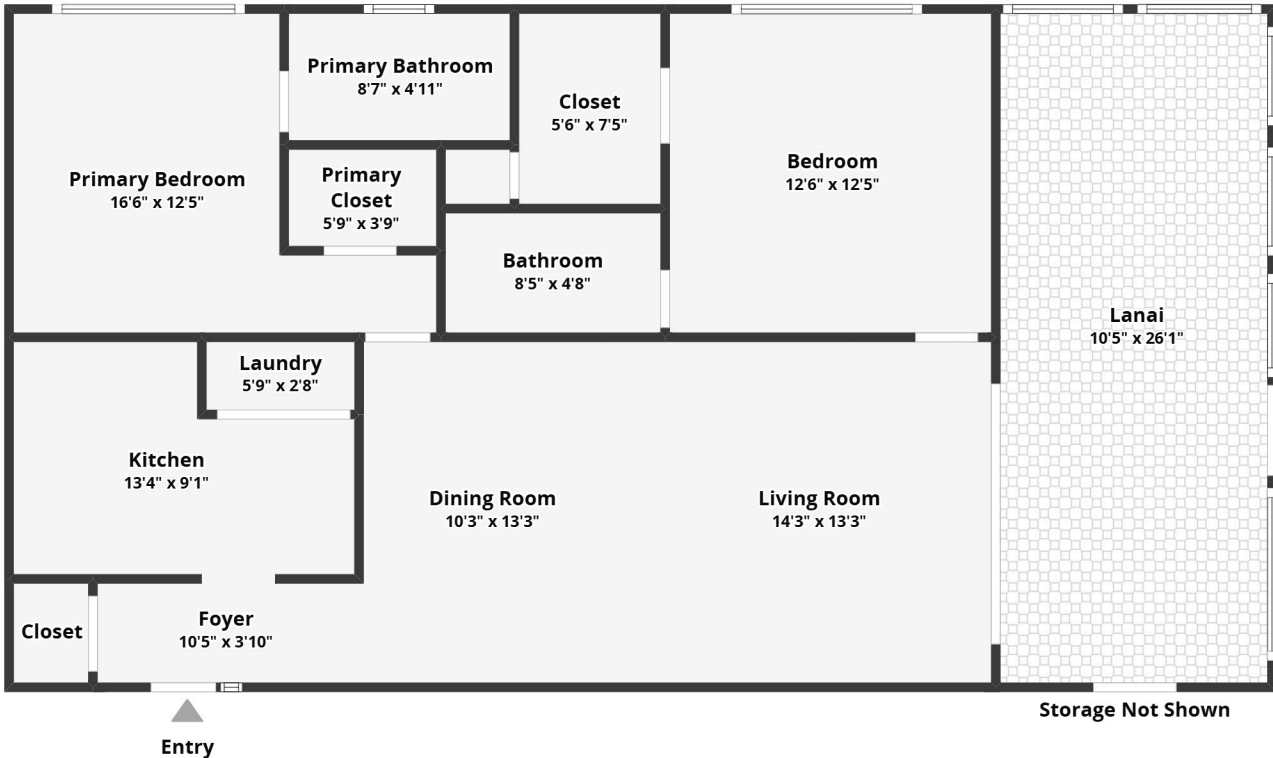 Primary Bathroom
8'7" x 4'11"
Closet
5'6" x 7'5"
Bedroom
12'6" x 12'5"
Primary Bedroom
16'6" x 12'5"
Primary
Closet
5'9" x 3'9"
Bathroom
8'5" x 4'8"
Lanai
10'5" x 26'1"
Laundry
5'9" x 2'8"
Kitchen
13'4" x 9'1"
Dining Room
10'3" x 13'3"
Living Room
14'3" x 13'3"
Closet
Foyer
10'5" x 3'10"
Storage Not Shown
Entry